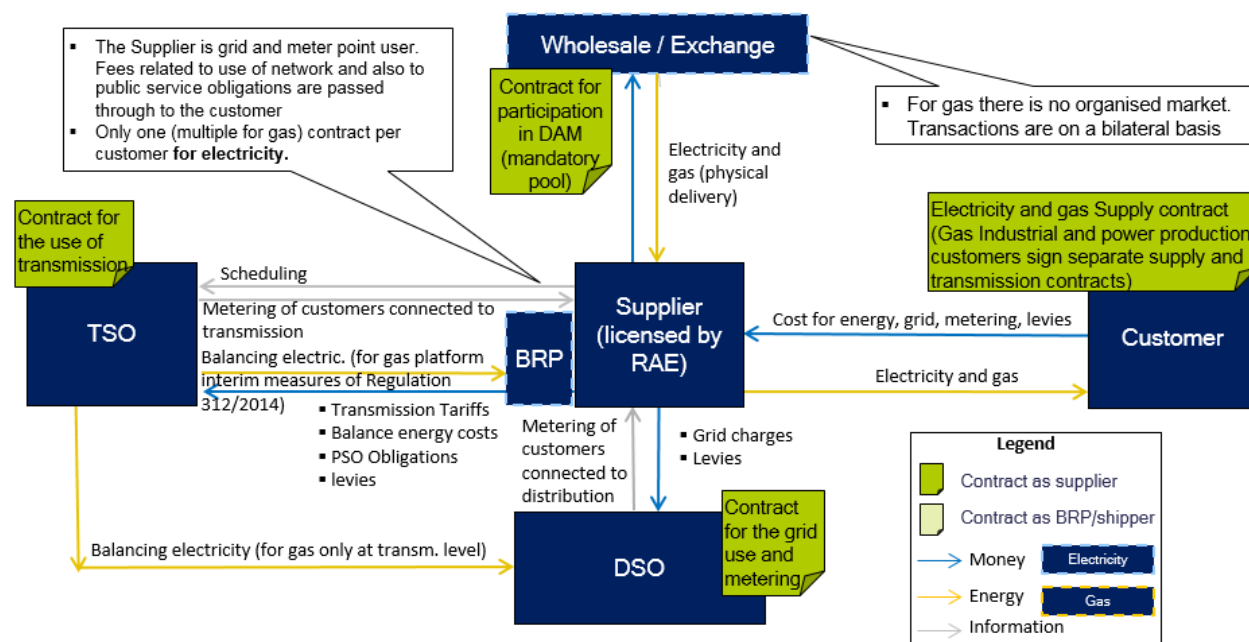 ▪ The Supplier is grid and meter point user.
Fees related to use of network and also to
public service obligations are passed
through to the customer
▪ Only one (multiple for gas) contract per
customer for electricity.
Wholesale / Exchange
Contract for
participation
in DAM
(mandatory
pool)
Electricity and
gas (physical
delivery)
▪ For gas there is no organised market.
Transactions are on a bilateral basis
Contract for
the use of
transmission
Electricity and gas Supply contract
(Gas Industrial and power production
customers sign separate supply and
transmission contracts)
TSO
Scheduling
Metering of customers connected to
transmission
Balancing electric. (for gas platform
interim measures of Regulation
312/2014)
▪ Transmission Tariffs
▪ Balance energy costs
▪ PSO Obligations
▪ levies
BRP
Supplier
(licensed by
RAE)
Cost for energy, grid, metering, levies
Electricity and gas
Customer
Metering of
customers
connected to
distribution
▪ Grid charges
▪ Levies
Balancing electricity (for gas only at transm. level)
DSO
Contract
for the grid
use and
metering
Legend
Contract as supplier
Contract as BRP/shipper
Money
Electricity
Energy
Gas
Information